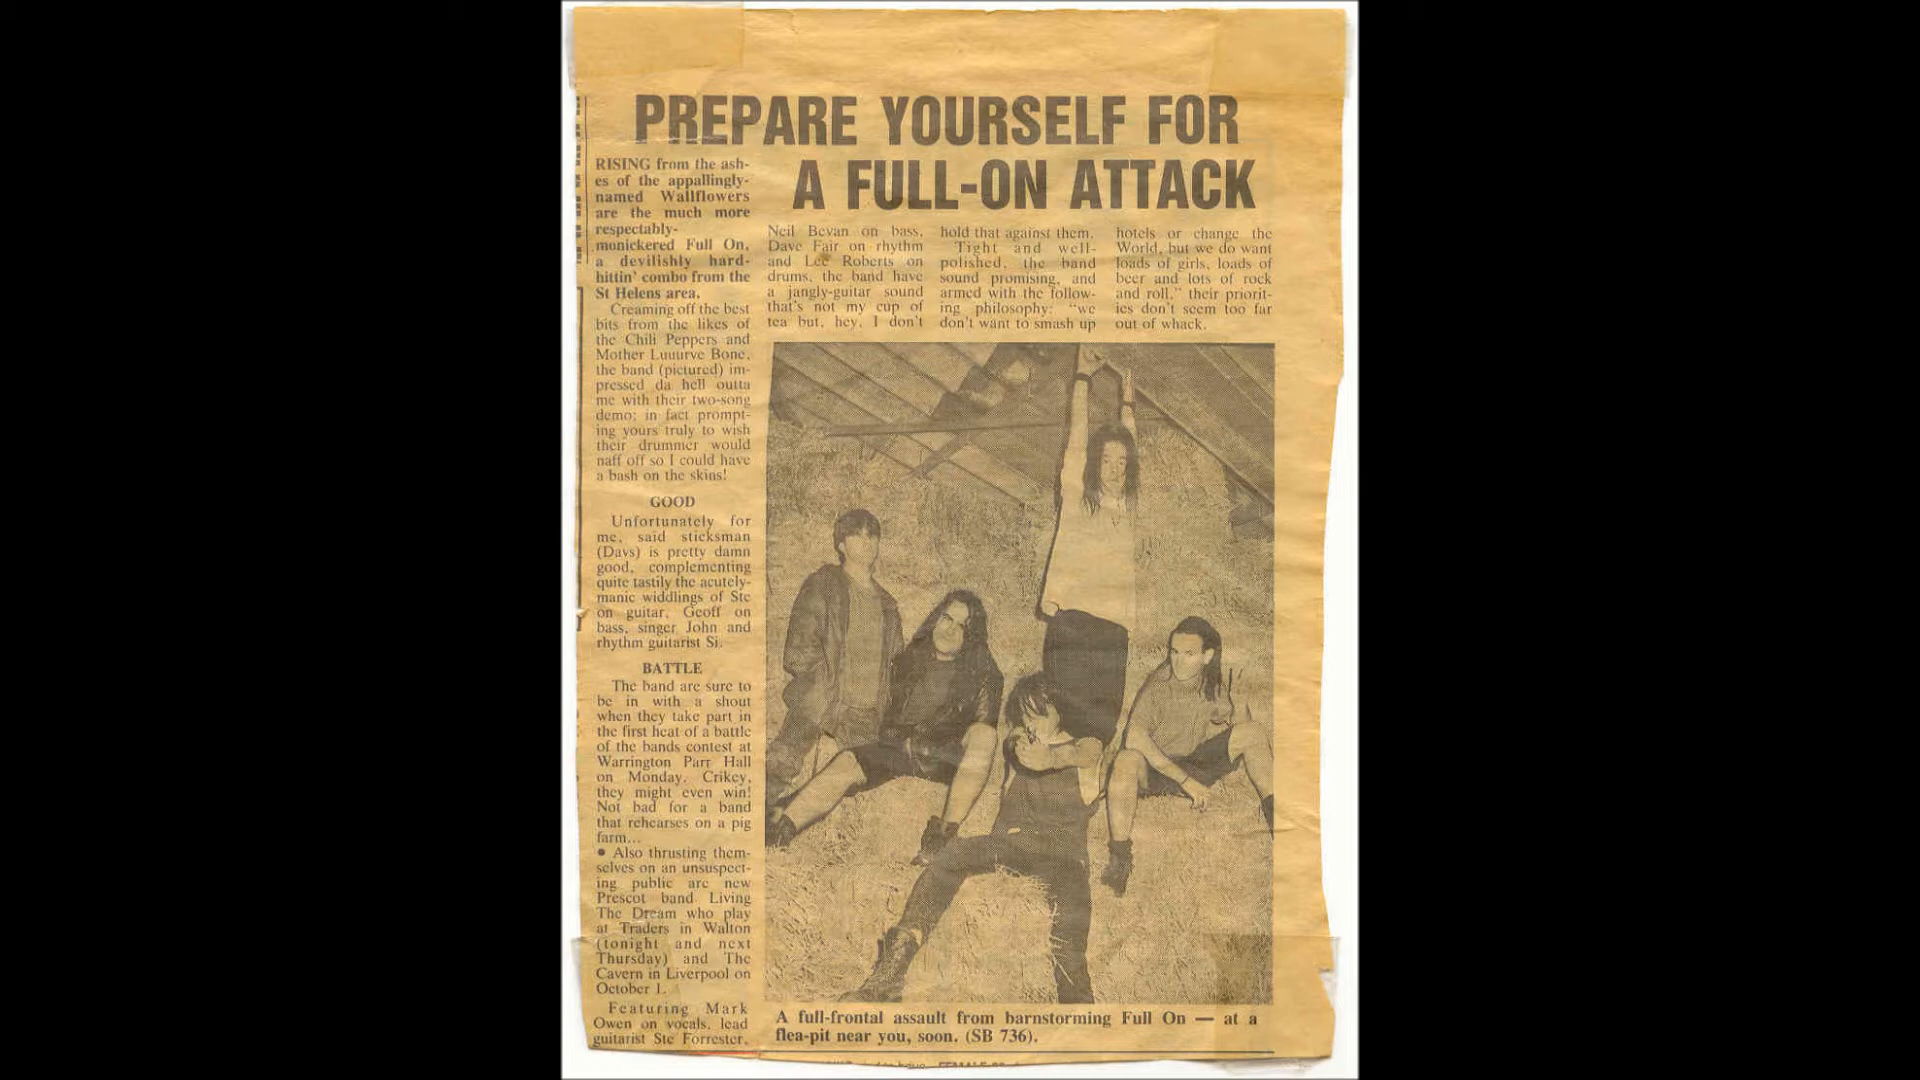 PREPARE YOURSELF FOR
A FULL-ON ATTACK
RISING from the ash-
es of the appallingly-
named Wallflowers
are the much more
respectably-
monickered Full On,
a devilishly hard-
hittin' combo from the
St Helens area.
Creaming off the best
bits from the likes of
the Chili Peppers and
Mother Luuurve Bone,
the band (pictured) im-
pressed da hell outta
me with their two-song
demo; in fact prompt-
ing yours truly to wish
their drummer would
naff off so I could have
a bash on the skins!
GOOD
Unfortunately for
me, said sticksman
(Davs) is pretty damn
good, complementing
quite tastily the acutely-
manic widdlings of Ste
on guitar, Geoff on
bass, singer John and
rhythm guitarist Si.
BATTLE
The band are sure to
be in with a shout
when they take part in
the first heat of a battle
of the bands contest at
Warrington Parr Hall
on Monday. Crikey,
they might even win!
Not bad for a band
that rehearses on a pig
farm...
• Also thrusting them-
selves on an unsuspect-
ing public are new
Prescot band Living
The Dream who play
at Traders in Walton
(tonight and next
Thursday) and The
Cavern in Liverpool on
October 1.
Featuring Mark
Owen on vocals, lead
guitarist Ste Forrester,
Neil Bevan on bass,
Dave Fair on rhythm
and Lee Roberts on
drums, the band have
a jangly-guitar sound
that's not my cup of
tea but, hey, I don't
hold that against them.
Tight and well-
polished, the band
sound promising, and
armed with the follow-
ing philosophy: "we
don't want to smash up
hotels or change the
World, but we do want
loads of girls, loads of
beer and lots of rock
and roll," their priorit-
ies don't seem too far
out of whack.
A full-frontal assault from barnstorming Full On — at a
flea-pit near you, soon. (SB 736).